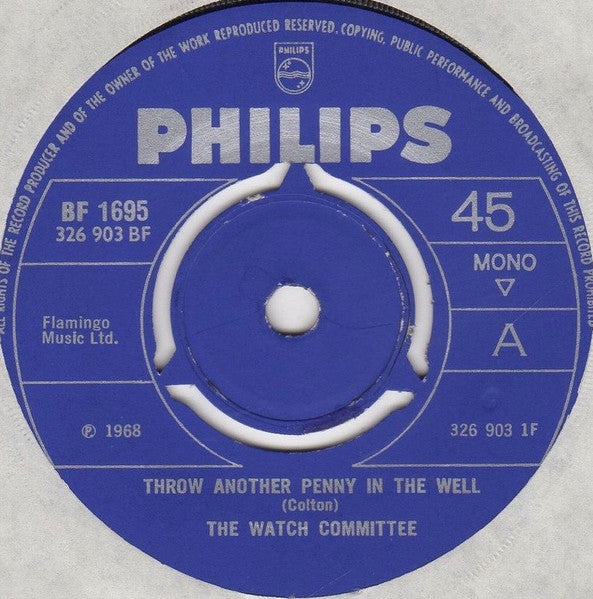 ALL RIGHTS OF THE RECORD PRODUCER AND OF THE OWNER OF THE WORK REPRODUCED RESERVED. COPYING, PUBLIC PERFORMANCE AND BROADCASTING OF THIS RECORD PROHIBITED
PHILIPS
PHILIPS
BF 1695
326 903 BF
45
MONO
A
Flamingo
Music Ltd.
℗ 1968
326 903 1F
THROW ANOTHER PENNY IN THE WELL
(Colton)
THE WATCH COMMITTEE